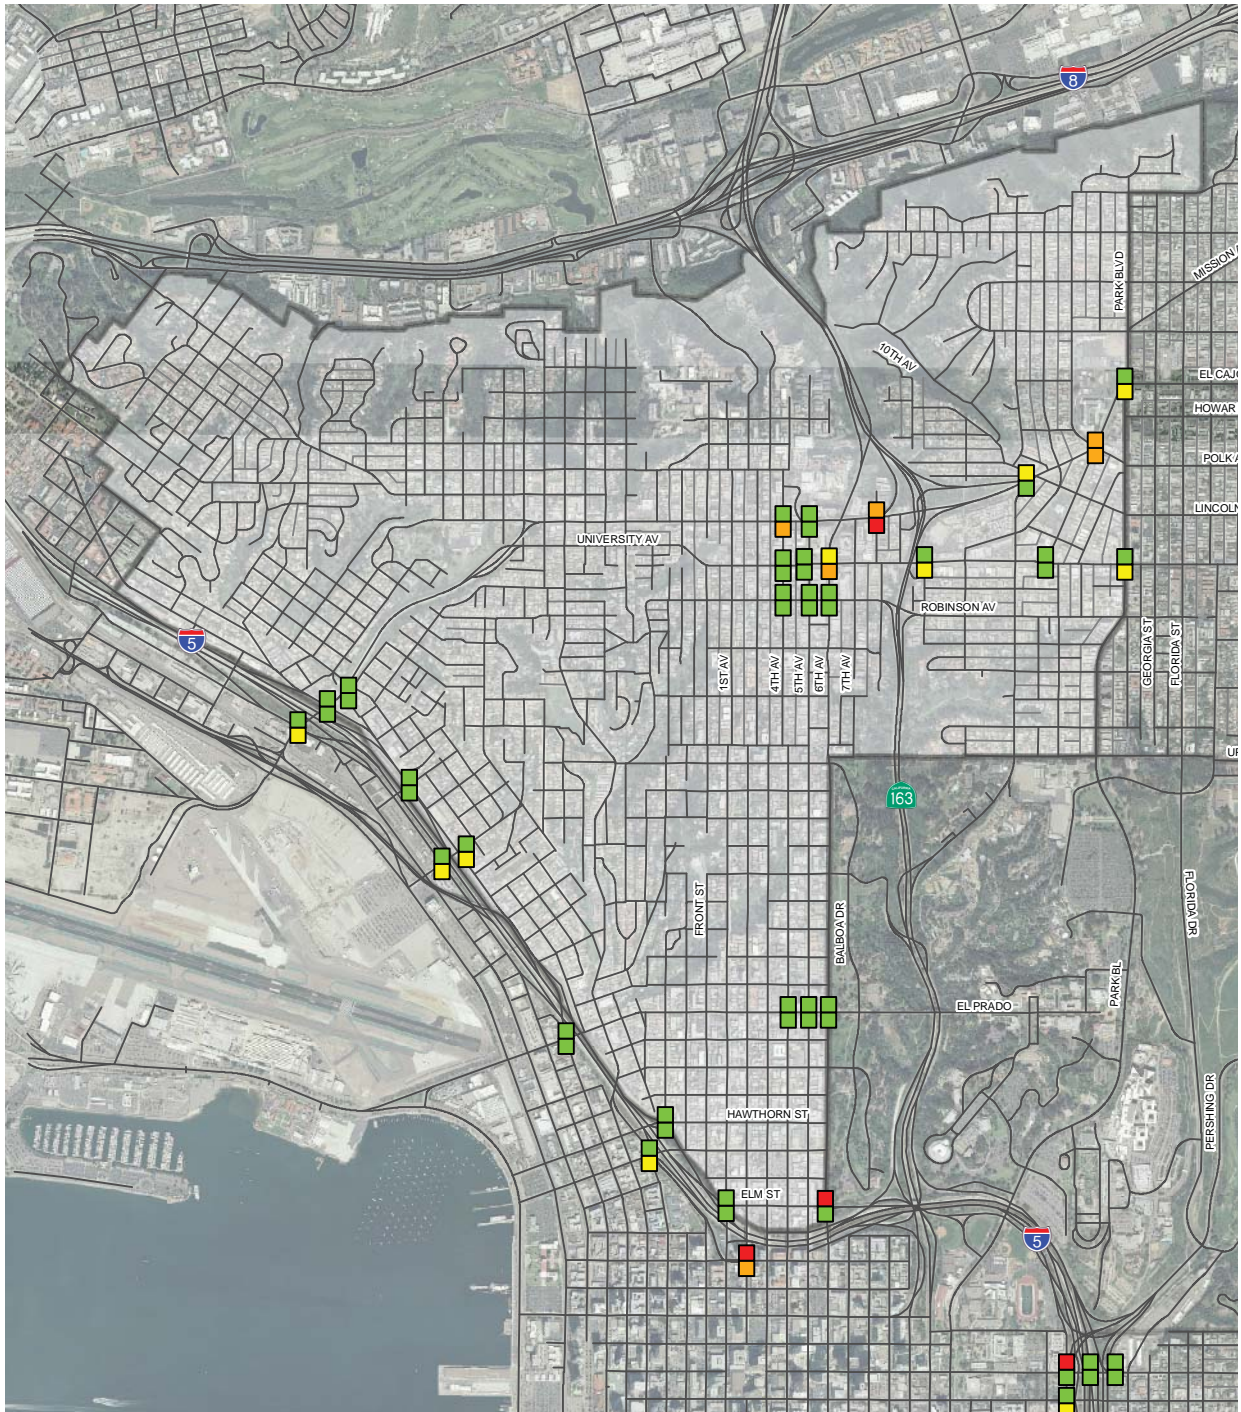 8
PARK BLVD
MISSION A
10TH AV
EL CAJO
HOWAR
POLK A
LINCOLN
UNIVERSITY AV
ROBINSON AV
5
1ST AV
4TH AV
5TH AV
6TH AV
7TH AV
GEORGIA ST
FLORIDA ST
UP
163
FRONT ST
BALBOA DR
FLORIDA DR
PARK BL
EL PRADO
PERSHING DR
HAWTHORN ST
ELM ST
5